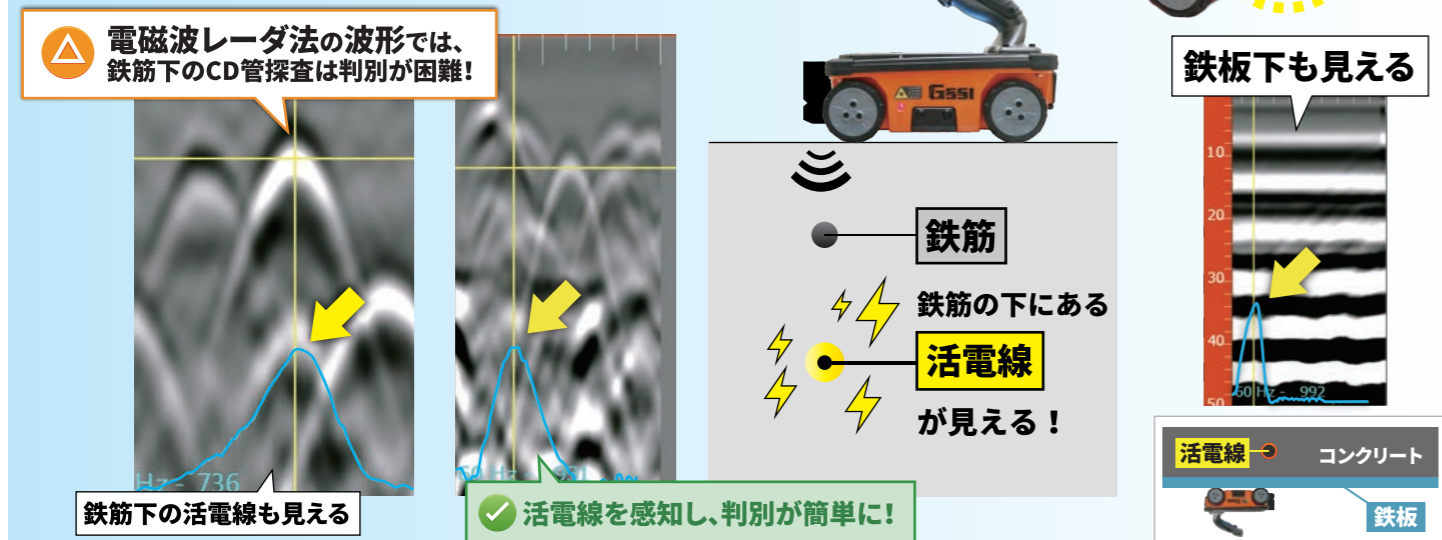 電磁波レーダ法の波形では、
鉄筋下のCD管探査は判別が困難!
Hz - 736
鉄筋下の活電線も見える
活電線を感知し、判別が簡単に!
GSSI
鉄筋
鉄筋の下にある
活電線
が見える!
鉄板下も見える
10
20
30
40
50
50 Hz - 992
活電線
コンクリート
鉄板